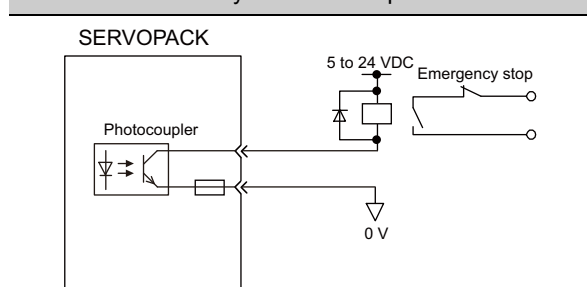 SERVOPACK
5 to 24 VDC
Emergency stop
Photocoupler
0 V